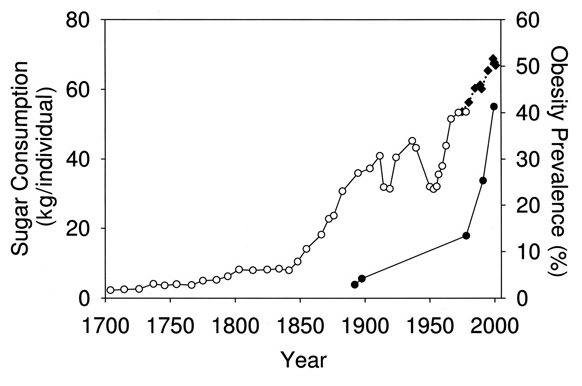 80
60
40
20
0
Sugar Consumption
(kg/individual)
60
50
40
30
20
10
0
Obesity Prevalence (%)
1700 1750 1800 1850 1900 1950 2000
Year